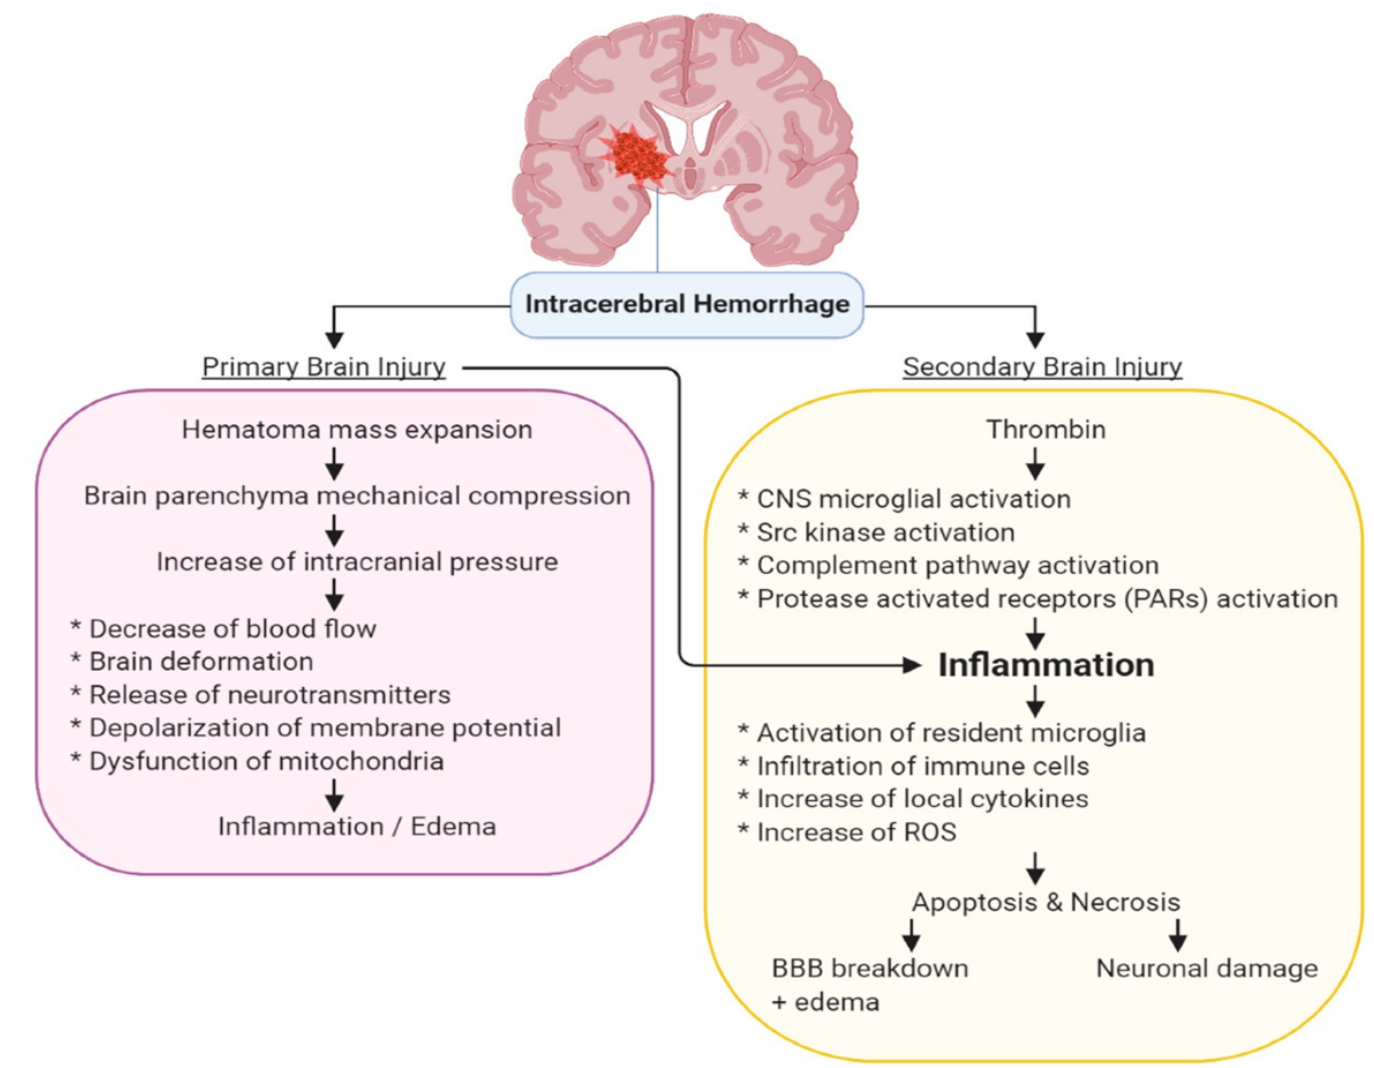 Intracerebral Hemorrhage
Primary Brain Injury
Hematoma mass expansion
Brain parenchyma mechanical compression
Increase of intracranial pressure
* Decrease of blood flow
* Brain deformation
* Release of neurotransmitters
* Depolarization of membrane potential
* Dysfunction of mitochondria
Inflammation / Edema
Secondary Brain Injury
Thrombin
* CNS microglial activation
* Src kinase activation
* Complement pathway activation
* Protease activated receptors (PARs) activation
Inflammation
* Activation of resident microglia
* Infiltration of immune cells
* Increase of local cytokines
* Increase of ROS
Apoptosis & Necrosis
BBB breakdown
+ edema
Neuronal damage